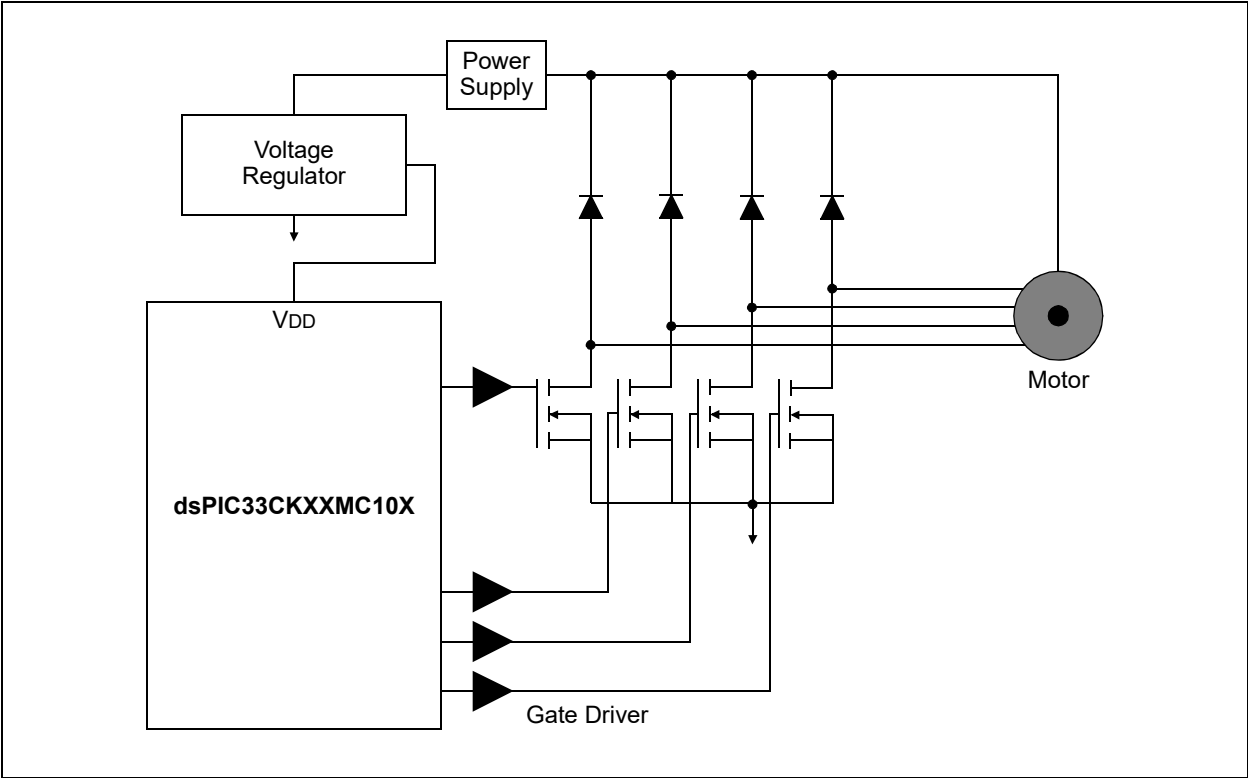 Power
Supply
Voltage
Regulator
VDD
Motor
dsPIC33CKXXMC10X
Gate Driver